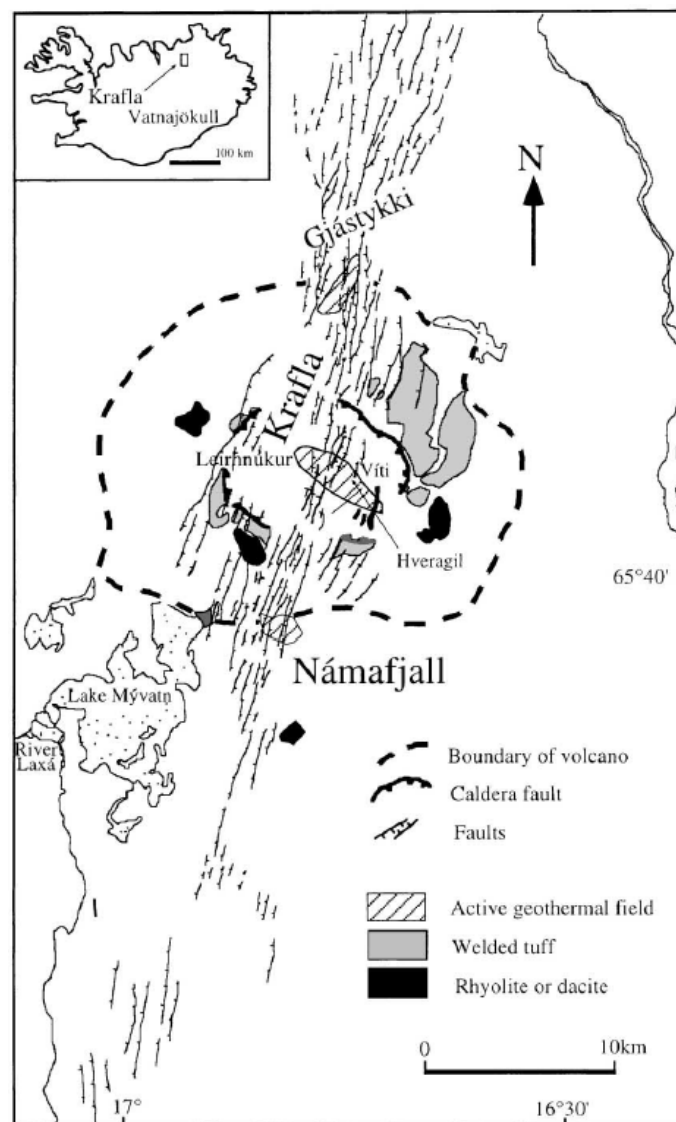 Krafla
Vatnajökull
100 km
N
Gjástykki
Krafla
Leirhnúkur
Víti
Hveragil
65°40'
Námafjall
Lake Mývatn
River
Laxá
Boundary of volcano
Caldera fault
Faults
Active geothermal field
Welded tuff
Rhyolite or dacite
0
10km
17°
16°30'